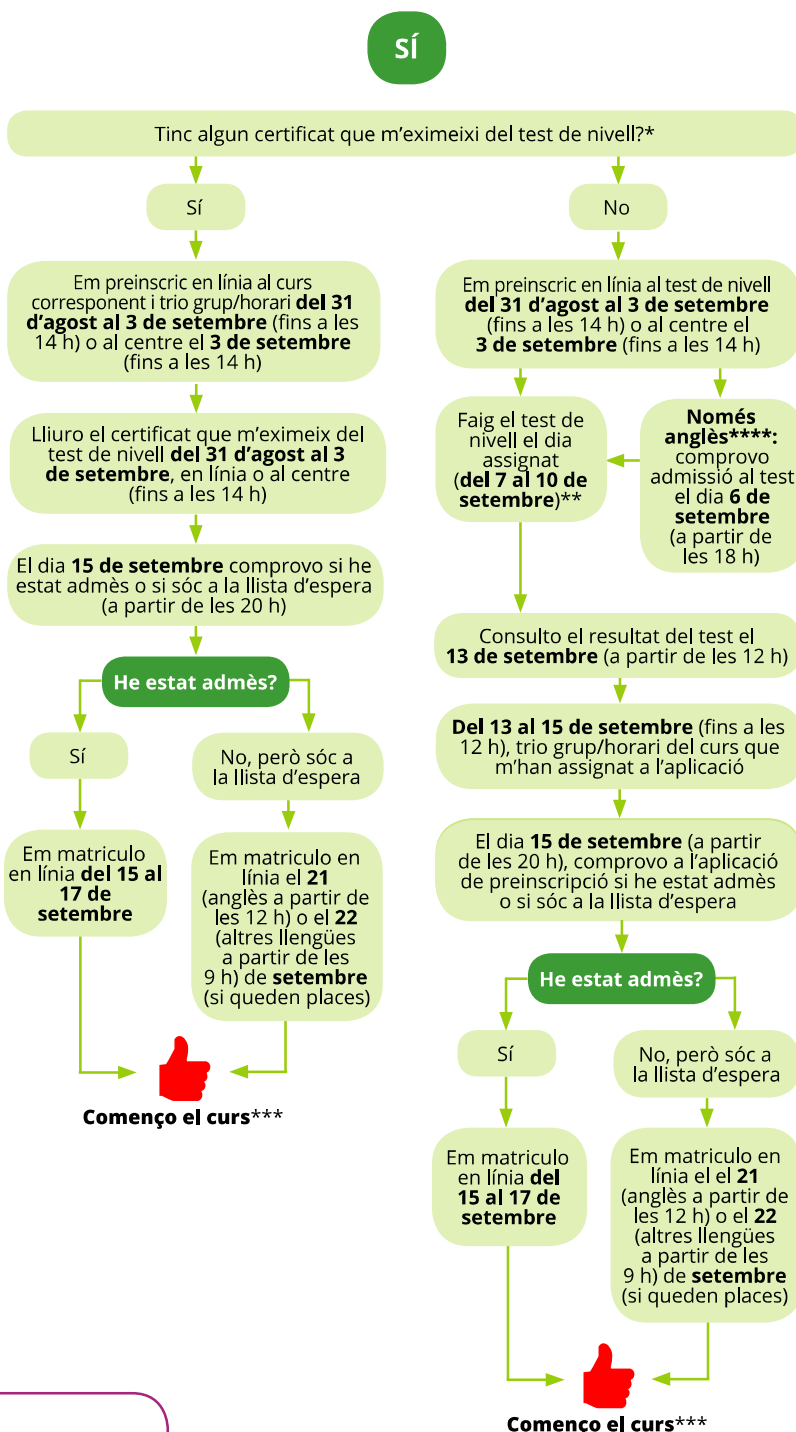 SÍ
Tinc algun certificat que m’eximeixi del test de nivell?*
Sí
Em preinscric en línia al curs
corresponent i trio grup/horari del 31
d’agost al 3 de setembre (fins a les
14 h) o al centre el 3 de setembre
(fins a les 14 h)
Lliuro el certificat que m’eximeix del
test de nivell del 31 d’agost al 3
de setembre, en línia o al centre
(fins a les 14 h)
El dia 15 de setembre comprovo si he
estat admès o si sóc a la llista d’espera
(a partir de les 20 h)
He estat admès?
Sí
Em matriculo
en línia del 15 al
17 de
setembre
No, però sóc a
la llista d’espera
Em matriculo en
línia el 21
(anglès a partir de
les 12 h) o el 22
(altres llengües
a partir de les
9 h) de setembre
(si queden places)
Començo el curs***
No
Em preinscric en línia al test de nivell
del 31 d’agost al 3 de setembre
(fins a les 14 h) o al centre el
3 de setembre (fins a les 14 h)
Faig el test de
nivell el dia
assignat
(del 7 al 10 de
setembre)**
Només
anglès****:
comprovo
admissió al test
el dia 6 de
setembre
(a partir de
les 18 h)
Consulto el resultat del test el
13 de setembre (a partir de les 12 h)
Del 13 al 15 de setembre (fins a les
12 h), trio grup/horari del curs que
m’han assignat a l’aplicació
El dia 15 de setembre (a partir
de les 20 h), comprovo a l’aplicació
de preinscripció si he estat admès
o si sóc a la llista d’espera
He estat admès?
Sí
Em matriculo
en línia del
15 al 17 de
setembre
No, però sóc a
la llista d’espera
Em matriculo en
línia el el 21
(anglès a partir de
les 12 h) o el 22
(altres llengües
a partir de les
9 h) de setembre
(si queden places)
Començo el curs***